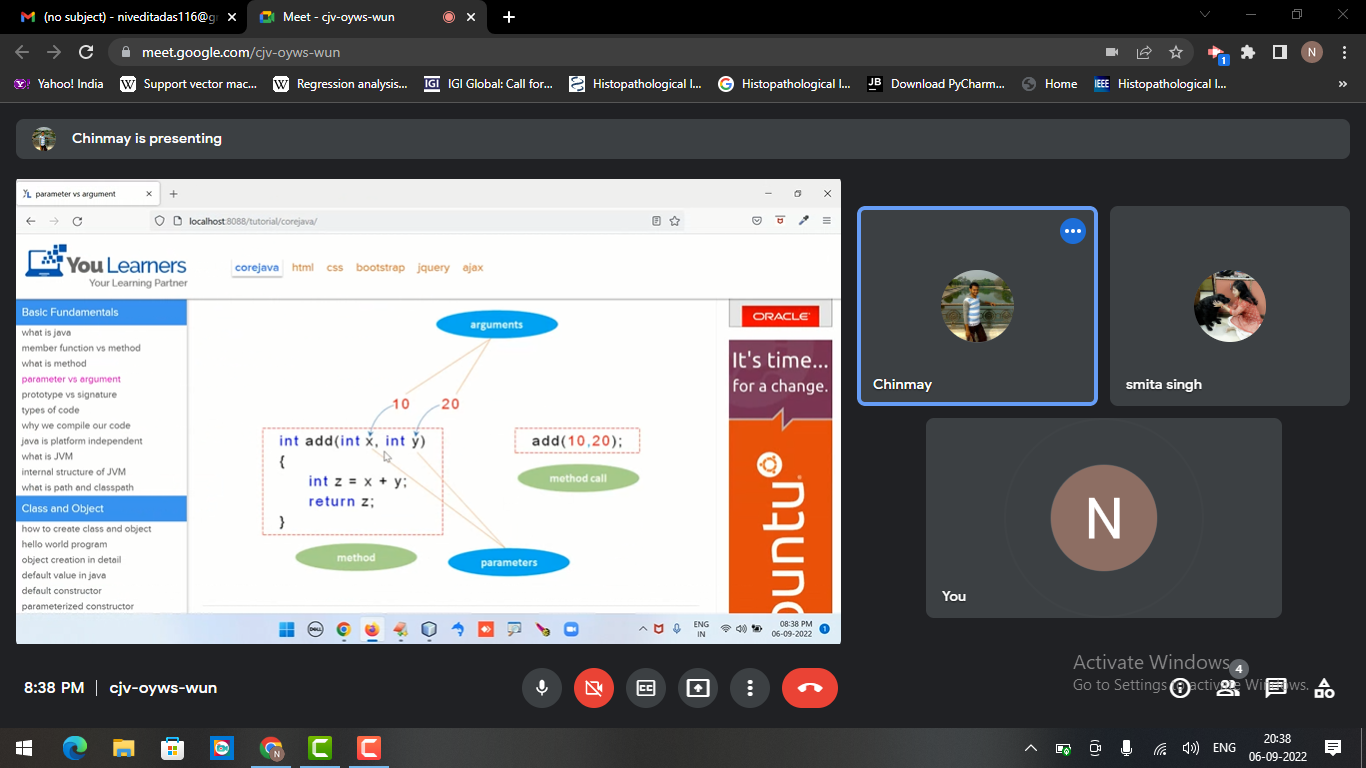 (no subject) - niveditadas116@g
Meet - cjv-oyws-wun
meet.google.com/cjv-oyws-wun
N
1
Yahoo! India
Support vector mac...
Regression analysis...
IGI Global: Call for...
Histopathological I...
Histopathological I...
Download PyCharm...
Home
Histopathological I...
Chinmay is presenting
parameter vs argument
localhost:8088/tutorial/corejava/
You Learners
Your Learning Partner
corejava html css bootstrap jquery ajax
Basic Fundamentals
what is java
member function vs method
what is method
parameter vs argument
prototype vs signature
types of code
why we compile our code
java is platform independent
what is JVM
internal structure of JVM
what is path and classpath
Class and Object
how to create class and object
hello world program
object creation in detail
default value in java
default constructor
parameterized constructor
arguments
10 20
int add(int x, int y)
{
int z = x + y;
return z;
}
method
parameters
add(10,20);
method call
ORACLE
It's time...
for a change.
ountu
ENG
IN
08:38 PM
06-09-2022
1
Chinmay
smita singh
N
You
Activate Windows
Go to Settings to activate Windows.
8:38 PM | cjv-oyws-wun
4
ENG
20:38
06-09-2022